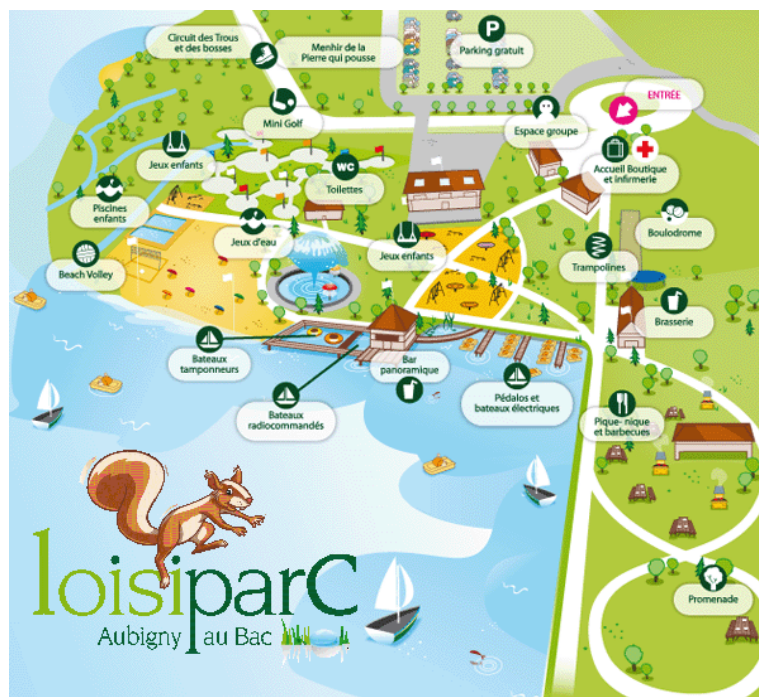 Circuit des Trous
et des bosses
Menhir de la
Pierre qui pousse
P
Parking gratuit
ENTRÉE
Mini Golf
Espace groupe
Jeux enfants
WC
Toilettes
Accueil Boutique
et infirmerie
Piscines
enfants
Jeux d'eau
Jeux enfants
Boulodrome
Beach Volley
Trampolines
Brasserie
Bateaux
tamponneurs
Bar
panoramique
Bateaux
radiocommandés
Pédalos et
bateaux électriques
Pique- nique
et barbecues
loisiparC
Aubigny au Bac
Promenade